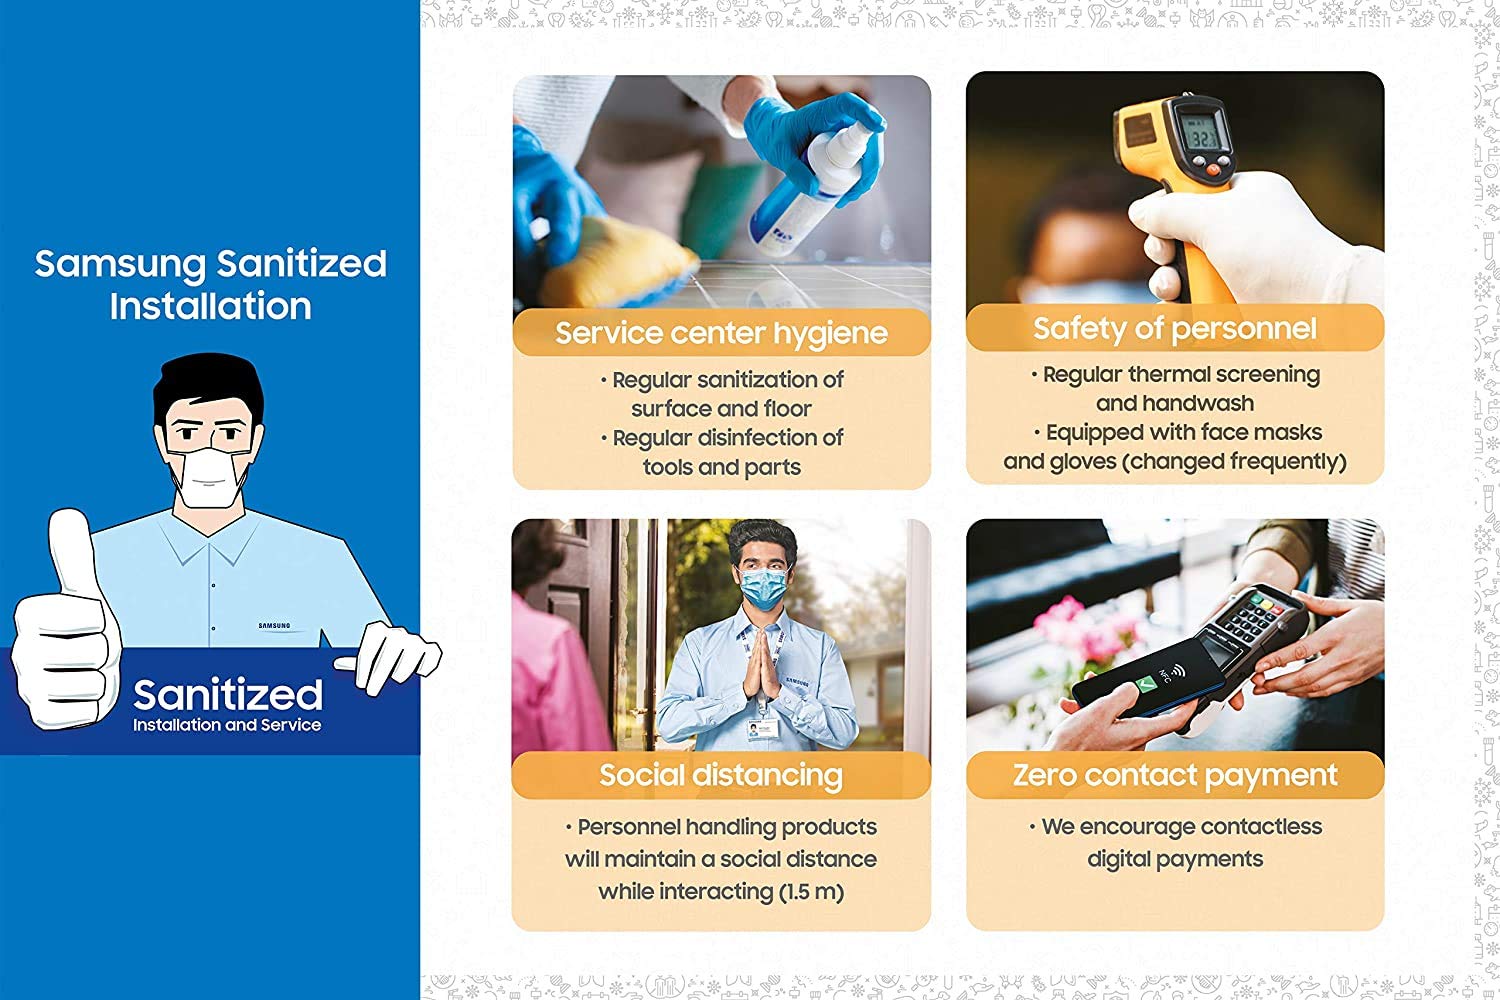 Samsung Sanitized
Installation
SAMSUNG
Sanitized
Installation and Service
Service center hygiene
• Regular sanitization of
surface and floor
• Regular disinfection of
tools and parts
Safety of personnel
• Regular thermal screening
and handwash
• Equipped with face masks
and gloves (changed frequently)
SAMSUNG
Social distancing
• Personnel handling products
will maintain a social distance
while interacting (1.5 m)
NFC
Zero contact payment
• We encourage contactless
digital payments